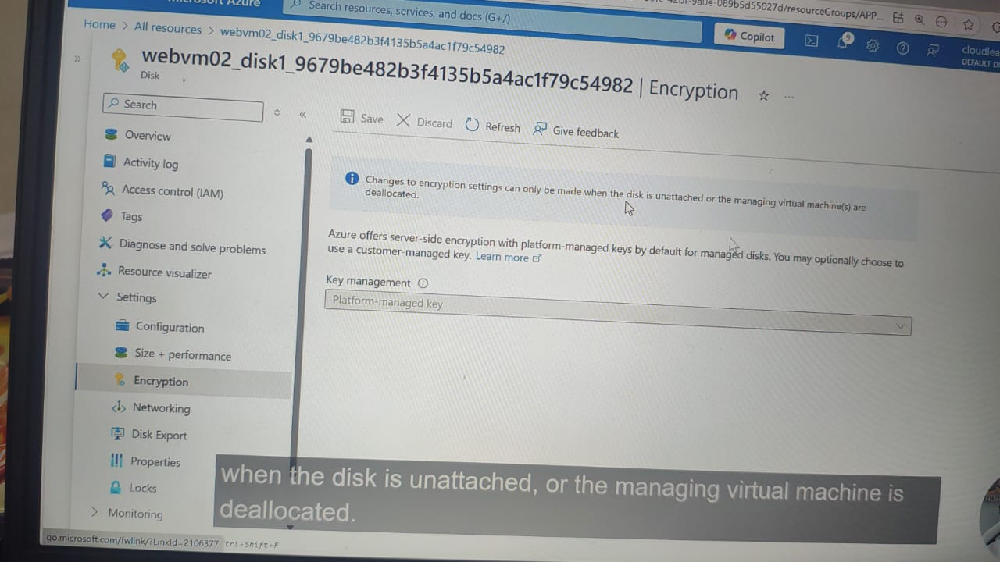 Microsoft Azure
Search resources, services, and docs (G+/)
089b5d55027d/resourceGroups/APP...
Copilot
9
DEFAULT
Home > All resources > webvm02_disk1_9679be482b3f4135b5a4ac1f79c54982
webvm02_disk1_9679be482b3f4135b5a4ac1f79c54982 | Encryption
Disk
Search
Save
Discard
Refresh
Give feedback
Overview
Activity log
Access control (IAM)
Tags
Diagnose and solve problems
Resource visualizer
Settings
Configuration
Size + performance
Encryption
Networking
Disk Export
Properties
Locks
Monitoring
Changes to encryption settings can only be made when the disk is unattached or the managing virtual machine(s) are
deallocated.
Azure offers server-side encryption with platform-managed keys by default for managed disks. You may optionally choose to
use a customer-managed key. Learn more
Key management
Platform-managed key
when the disk is unattached, or the managing virtual machine is
deallocated.
go.microsoft.com/fwlink/?LinkId=2106377 trl+Shift+F